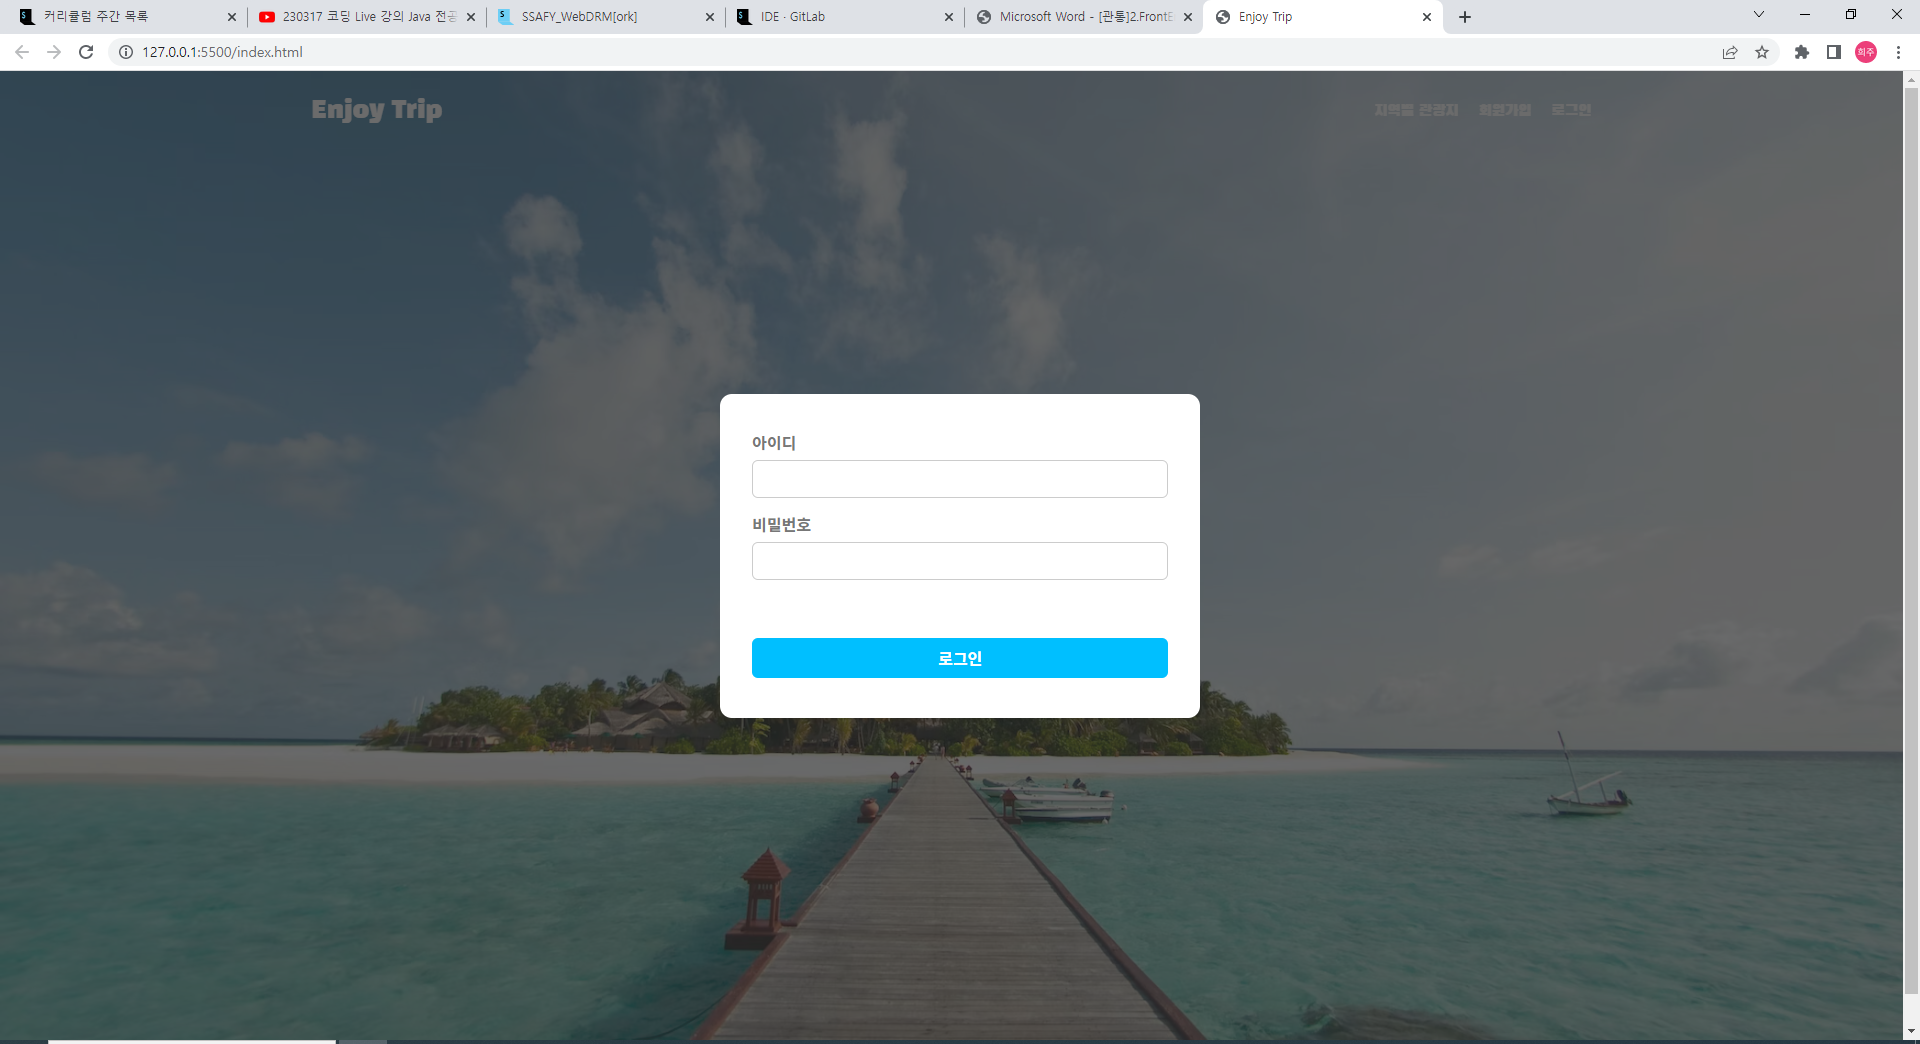 커리큘럼 주간 목록
230317 코딩 Live 강의 Java 전공
SSAFY_WebDRM[ork]
IDE · GitLab
Microsoft Word - [관통]2.FrontE
Enjoy Trip
127.0.0.1:5500/index.html
희주
Enjoy Trip
지역별 관광지 회원가입 로그인
아이디
비밀번호
로그인